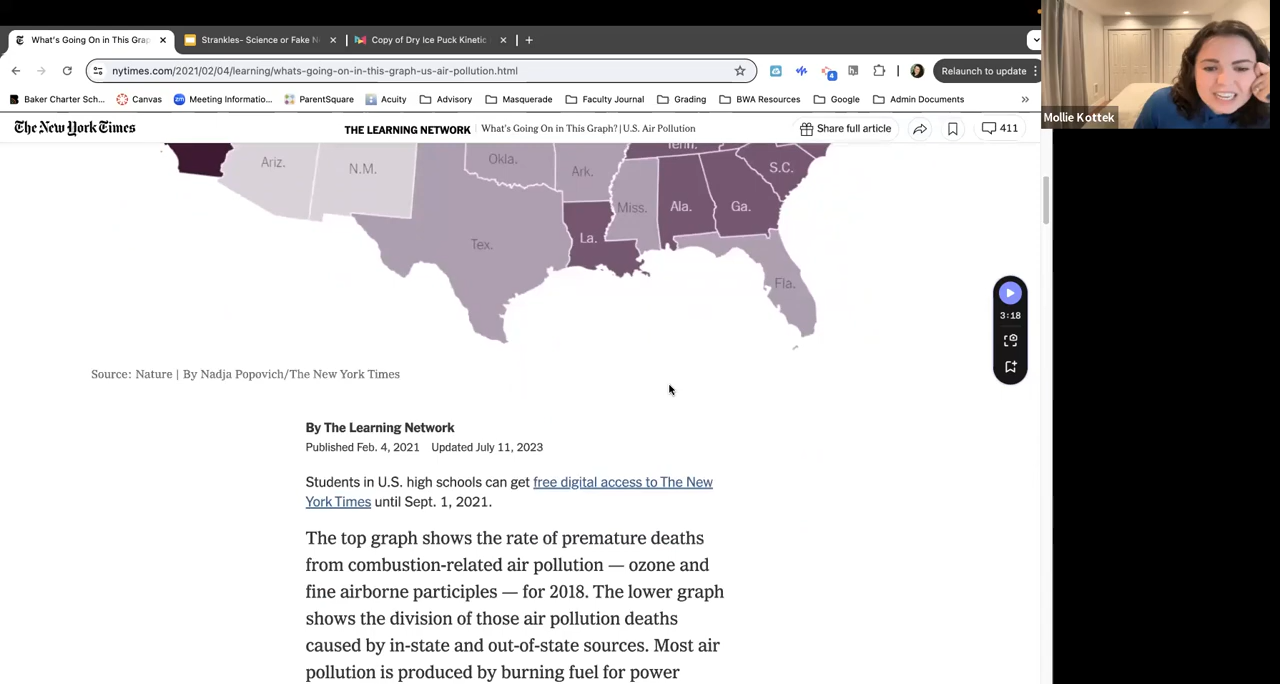 What's Going On in This Grap
Strankles- Science or Fake N
Copy of Dry Ice Puck Kinetic
nytimes.com/2021/02/04/learning/whats-going-on-in-this-graph-us-air-pollution.html
4
Relaunch to update
Baker Charter Sch... Canvas Meeting Informatio... ParentSquare Acuity Advisory Masquerade Faculty Journal Grading BWA Resources Google Admin Documents
Mollie Kottek
The New York Times
THE LEARNING NETWORK What's Going On in This Graph? | U.S. Air Pollution
Share full article
411
Okla.
Tenn.
Ariz.
N.M.
Ark.
S.C.
Miss.
Ala.
Ga.
Tex.
La.
Fla.
3:18
Source: Nature | By Nadja Popovich/The New York Times
By The Learning Network
Published Feb. 4, 2021 Updated July 11, 2023
Students in U.S. high schools can get free digital access to The New
York Times until Sept. 1, 2021.
The top graph shows the rate of premature deaths
from combustion-related air pollution — ozone and
fine airborne participles — for 2018. The lower graph
shows the division of those air pollution deaths
caused by in-state and out-of-state sources. Most air
pollution is produced by burning fuel for power